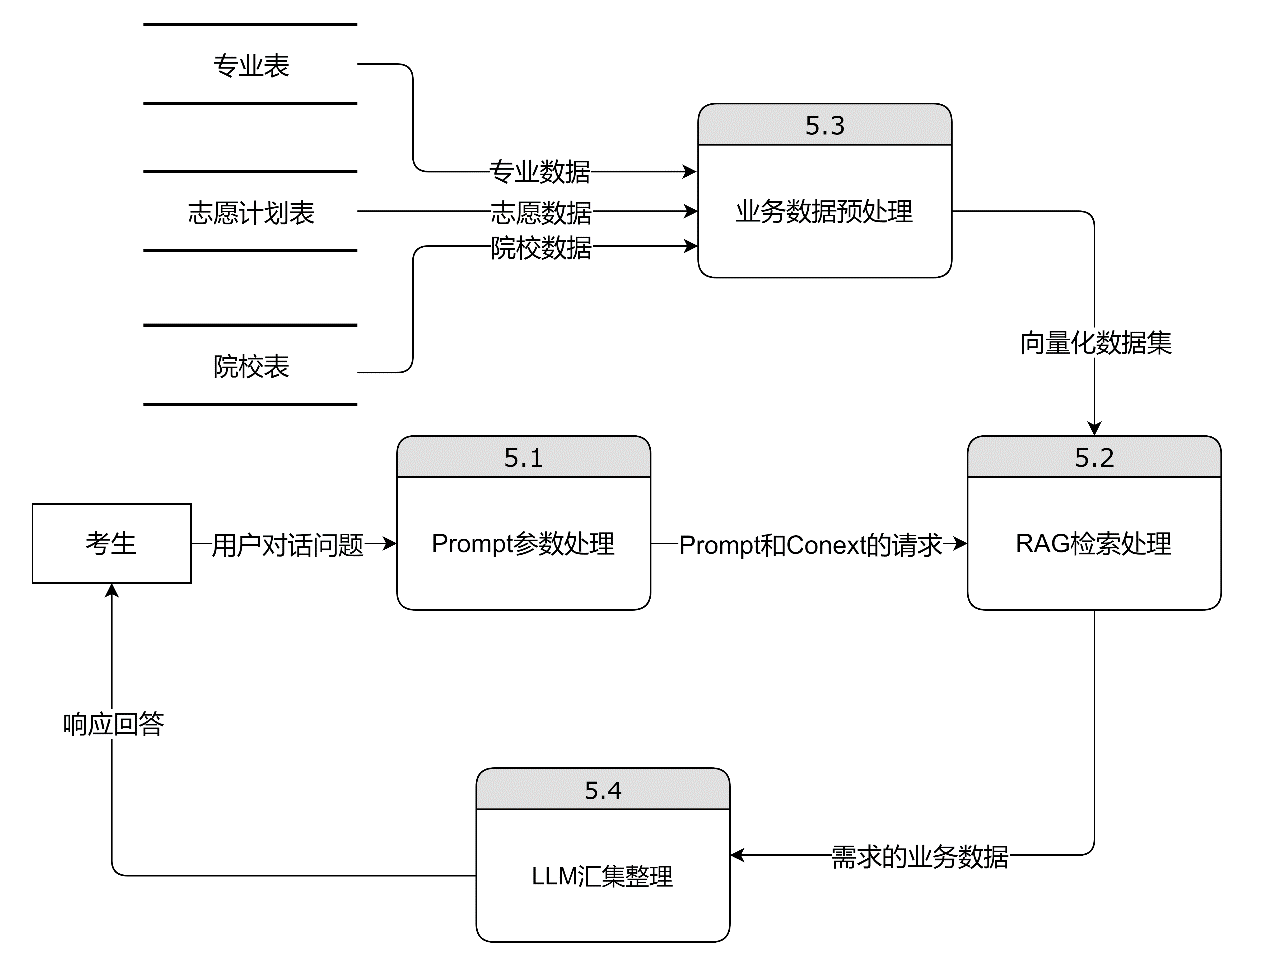 专业表
5.3
专业数据
志愿计划表
志愿数据
业务数据预处理
院校数据
向量化数据集
院校表
5.1
5.2
考生
用户对话问题
Prompt参数处理
Prompt和Conext的请求
RAG检索处理
响应回答
5.4
需求的业务数据
LLM汇集整理